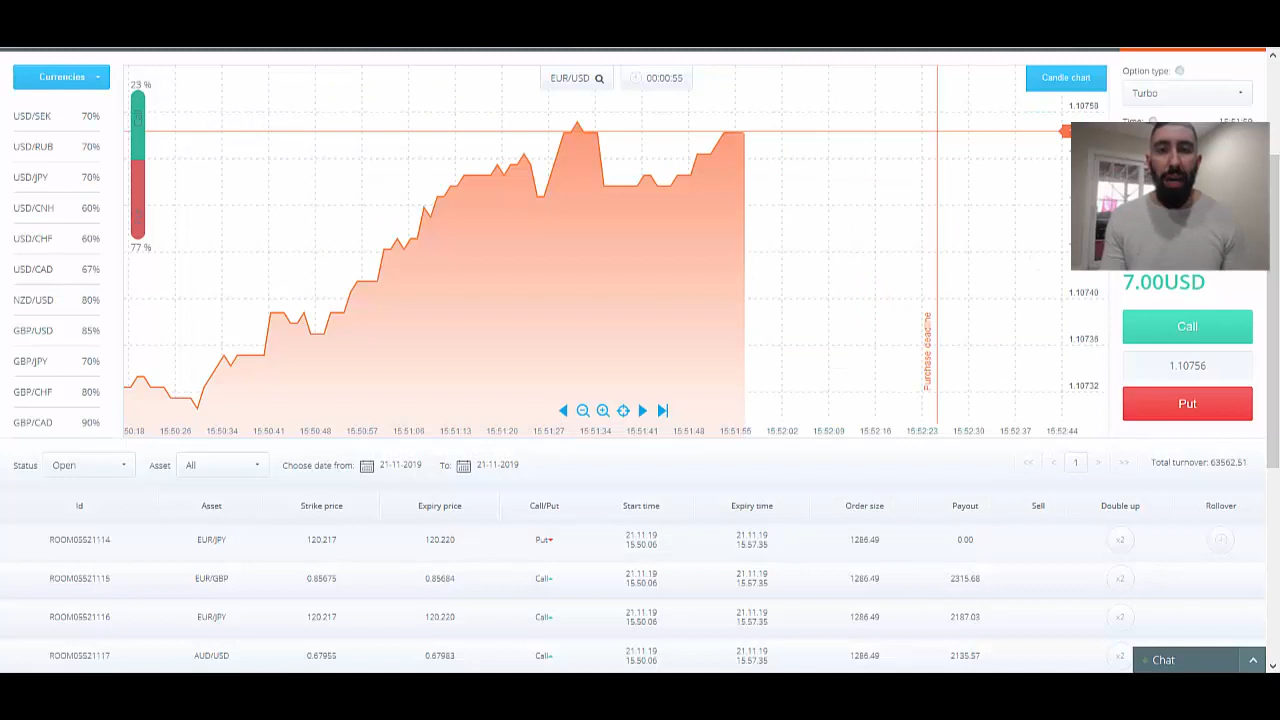 Currencies
USD/SEK 70%
USD/RUB 70%
USD/JPY 70%
USD/CNH 60%
USD/CHF 60%
USD/CAD 67%
NZD/USD 80%
GBP/USD 85%
GBP/JPY 70%
GBP/CHF 80%
GBP/CAD 90%
23 %
77 %
EUR/USD
00:00:55
Candle chart
1.10759
1.10740
1.10736
1.10732
Purchase deadline
50:18 15:50:26 15:50:34 15:50:41 15:50:48 15:50:57 15:51:06 15:51:13 15:51:20 15:51:27 15:51:34 15:51:41 15:51:48 15:51:55 15:52:02 15:52:09 15:52:16 15:52:23 15:52:30 15:52:37 15:52:44
Option type:
Turbo
7.00USD
Call
1.10756
Put
Status Open Asset All Choose date from: 21-11-2019 To: 21-11-2019 << < 1 > >> Total turnover: 63562.51
Id Asset Strike price Expiry price Call/Put Start time Expiry time Order size Payout Sell Double up Rollover
ROOM05521114 EUR/JPY 120.217 120.220 Put 21.11.19 15.50.06 21.11.19 15.57.35 1286.49 0.00 x2
ROOM05521115 EUR/GBP 0.85675 0.85684 Call 21.11.19 15.50.06 21.11.19 15.57.35 1286.49 2315.68 x2
ROOM05521116 EUR/JPY 120.217 120.220 Call 21.11.19 15.50.06 21.11.19 15.57.35 1286.49 2187.03 x2
ROOM05521117 AUD/USD 0.67955 0.67983 Call 21.11.19 15.50.06 21.11.19 15.57.35 1286.49 2135.57 x2
Chat